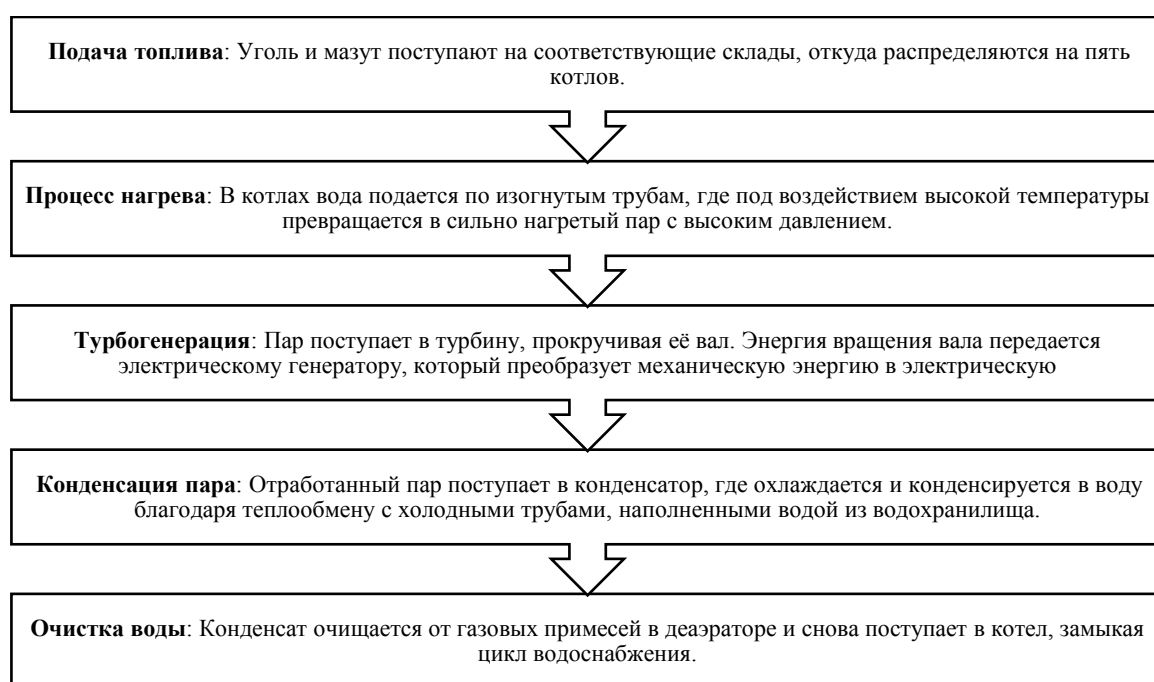 Подача топлива: Уголь и мазут поступают на соответствующие склады, откуда распределяются на пять
котлов.
Процесс нагрева: В котлах вода подается по изогнутым трубам, где под воздействием высокой температуры
превращается в сильно нагретый пар с высоким давлением.
Турбогенерация: Пар поступает в турбину, прокручивая её вал. Энергия вращения вала передается
электрическому генератору, который преобразует механическую энергию в электрическую
Конденсация пара: Отработанный пар поступает в конденсатор, где охлаждается и конденсируется в воду
благодаря теплообмену с холодными трубами, наполненными водой из водохранилища.
Очистка воды: Конденсат очищается от газовых примесей в деаэраторе и снова поступает в котел, замыкая
цикл водоснабжения.